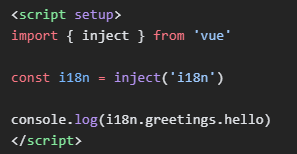 <script setup>
import { inject } from 'vue'
const i18n = inject('i18n')
console.log(i18n.greetings.hello)
</script>